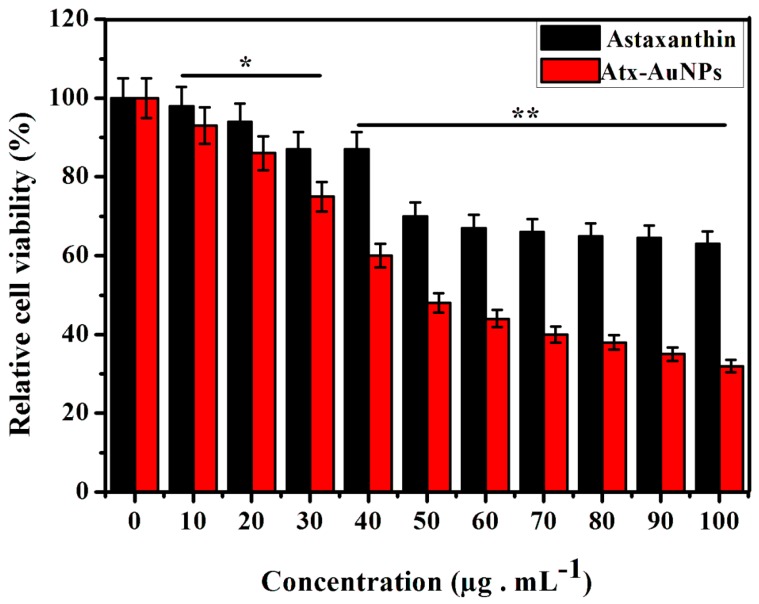 120
100
80
60
40
20
0
Relative cell viability (%)
Astaxanthin
Atx-AuNPs
*
**
0 10 20 30 40 50 60 70 80 90 100
Concentration (µg . mL⁻¹)